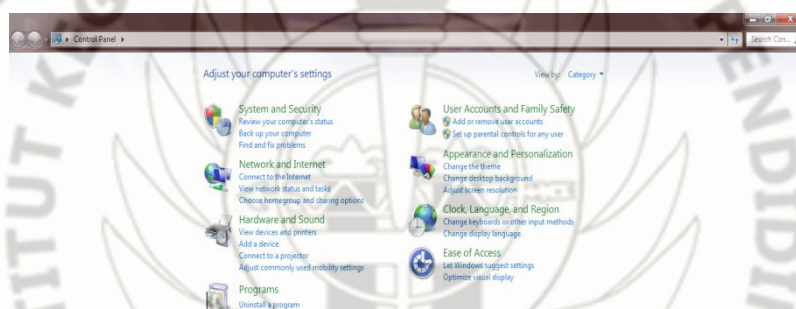 Control Panel
Search Con...
Adjust your computer's settings
View by: Category
System and Security
Review your computer's status
Back up your computer
Find and fix problems
Network and Internet
Connect to the Internet
View network status and tasks
Choose homegroup and sharing options
Hardware and Sound
View devices and printers
Add a device
Connect to a projector
Adjust commonly used mobility settings
Programs
Uninstall a program
User Accounts and Family Safety
Add or remove user accounts
Set up parental controls for any user
Appearance and Personalization
Change the theme
Change desktop background
Adjust screen resolution
Clock, Language, and Region
Change keyboards or other input methods
Change display language
Ease of Access
Let Windows suggest settings
Optimize visual display